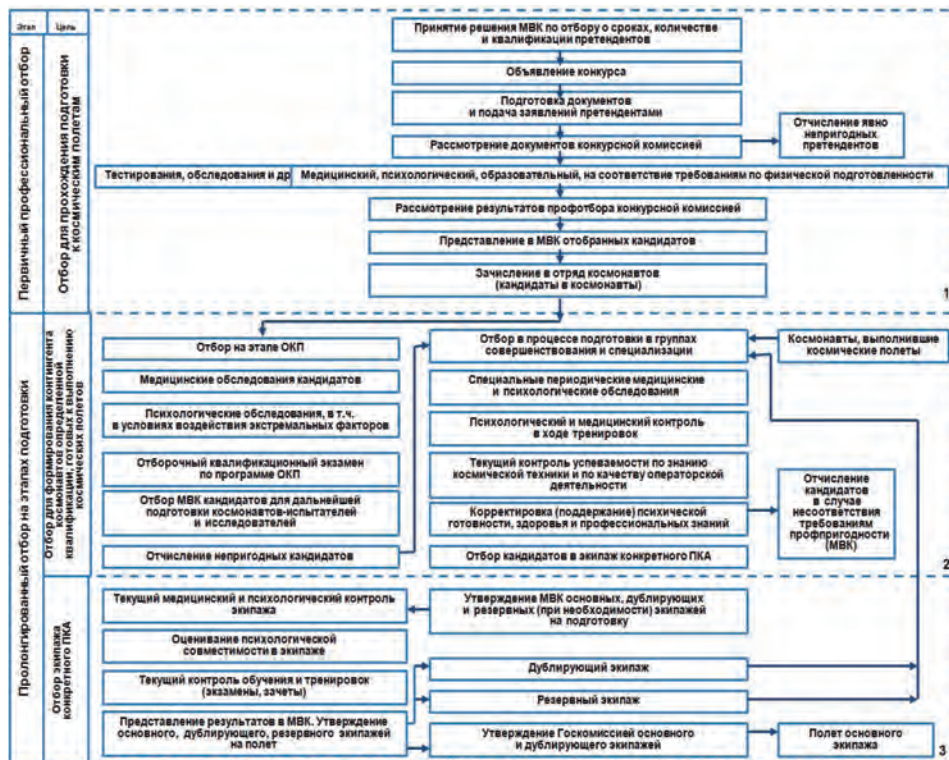 Этап
Цель
Первичный профессиональный отбор
Отбор для прохождения подготовки
к космическим полетам
Принятие решения МВК по отбору о сроках, количестве
и квалификации претендентов
Объявление конкурса
Подготовка документов
и подача заявлений претендентами
Рассмотрение документов конкурсной комиссией
Отчисление явно
непригодных
претендентов
Тестирования, обследования и др
Медицинский, психологический, образовательный, на соответствие требованиям по физической подготовленности
Рассмотрение результатов профотбора конкурсной комиссией
Представление в МВК отобранных кандидатов
Зачисление в отряд космонавтов
(кандидаты в космонавты)
1
Пролонгированный отбор на этапах подготовки
Отбор для формирования контингента
космонавтов определенной
квалификации, готовых к выполнению
космических полетов
Отбор на этапе ОКП
Медицинские обследования кандидатов
Психологические обследования, в т.ч.
в условиях воздействия экстремальных факторов
Отборочный квалификационный экзамен
по программе ОКП
Отбор МВК кандидатов для дальнейшей
подготовки космонавтов-испытателей
и исследователей
Отчисление непригодных кандидатов
Отбор в процессе подготовки в группах
совершенствования и специализации
Космонавты, выполнившие
космические полеты
Специальные периодические медицинские
и психологические обследования
Психологический и медицинский контроль
в ходе тренировок
Текущий контроль успеваемости по знанию
космической техники и по качеству операторской
деятельности
Корректировка (поддержание) психической
готовности, здоровья и профессиональных знаний
Отбор кандидатов в экипаж конкретного ПКА
Отчисление
кандидатов
в случае
несоответствия
требованиям
профпригодности
(МВК)
2
Отбор экипажа
конкретного ПКА
Текущий медицинский и психологический контроль
экипажа
Оценивание психологической
совместимости в экипаже
Текущий контроль обучения и тренировок
(экзамены, зачеты)
Представление результатов в МВК. Утверждение
основного, дублирующего, резервного экипажей
на полет
Утверждение МВК основных, дублирующих
и резервных (при необходимости) экипажей
на подготовку
Дублирующий экипаж
Резервный экипаж
Утверждение Госкомиссией основного
и дублирующего экипажей
Полет основного
экипажа
3